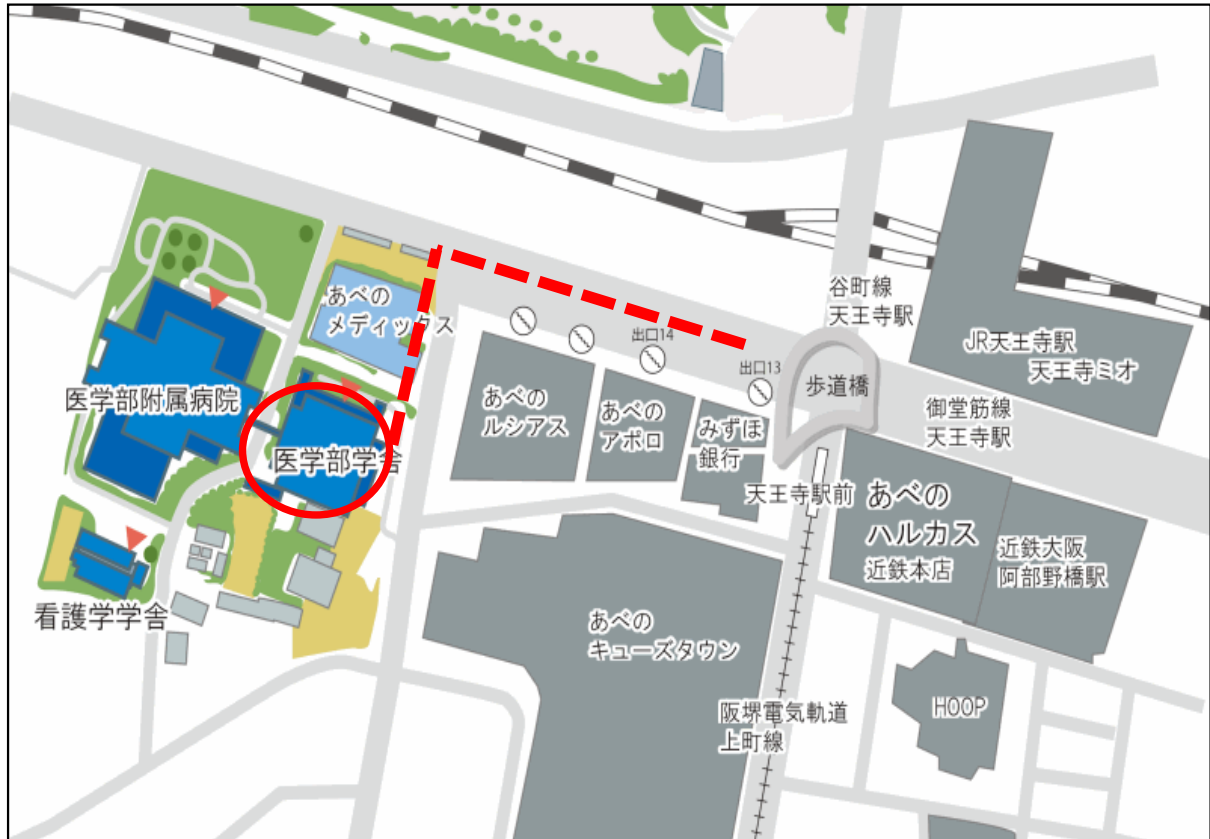 谷町線
天王寺駅
あべの
メディックス
出口14
JR天王寺駅
天王寺ミオ
出口13
歩道橋
医学部附属病院
あべの
ルシアス
あべの
アポロ
みずほ
銀行
御堂筋線
天王寺駅
医学部学舎
天王寺駅前
あべの
ハルカス
近鉄本店
近鉄大阪
阿部野橋駅
看護学学舎
あべの
キューズタウン
阪堺電気軌道
上町線
HOOP